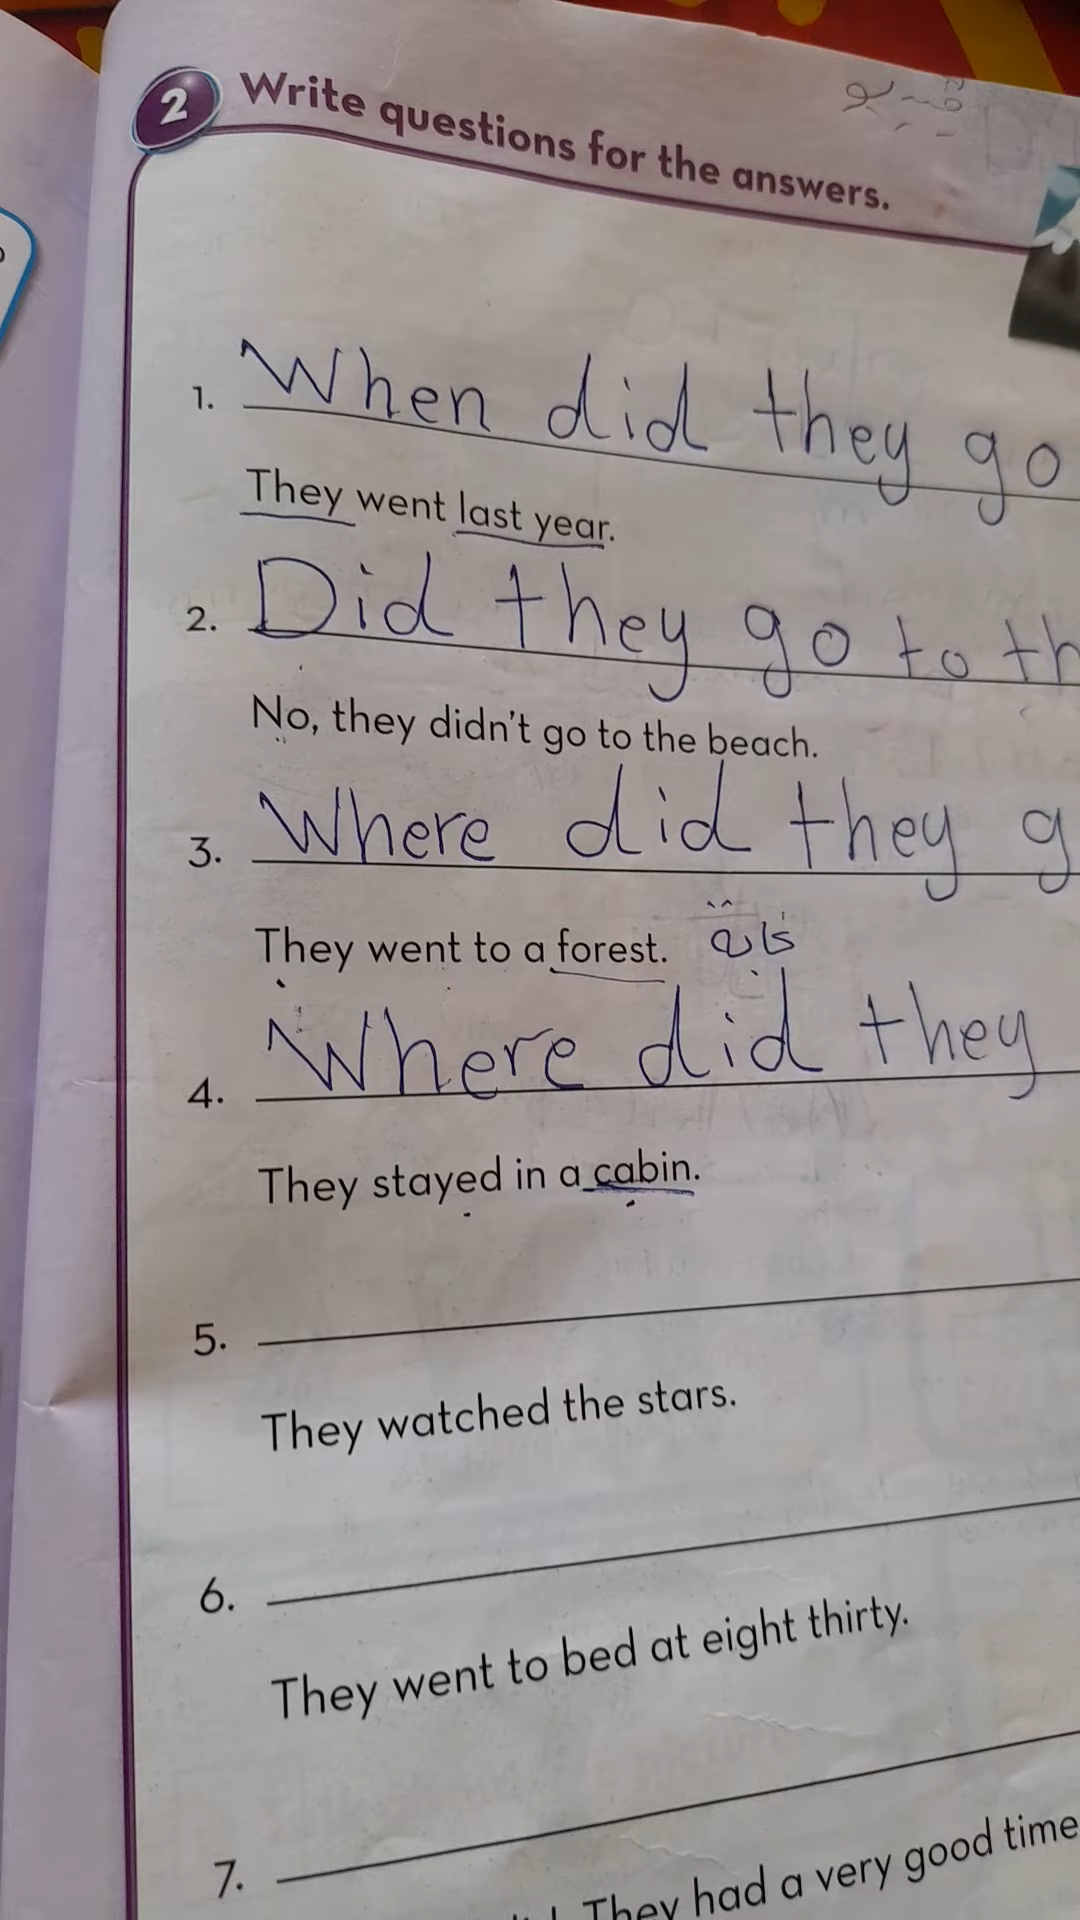 2 Write questions for the answers.
1. When did they go
They went last year.
2. Did they go to th
No, they didn't go to the beach.
3. Where did they g
They went to a forest. غابة
4. Where did they
They stayed in a cabin.
5.
They watched the stars.
6.
They went to bed at eight thirty.
7.
They had a very good time